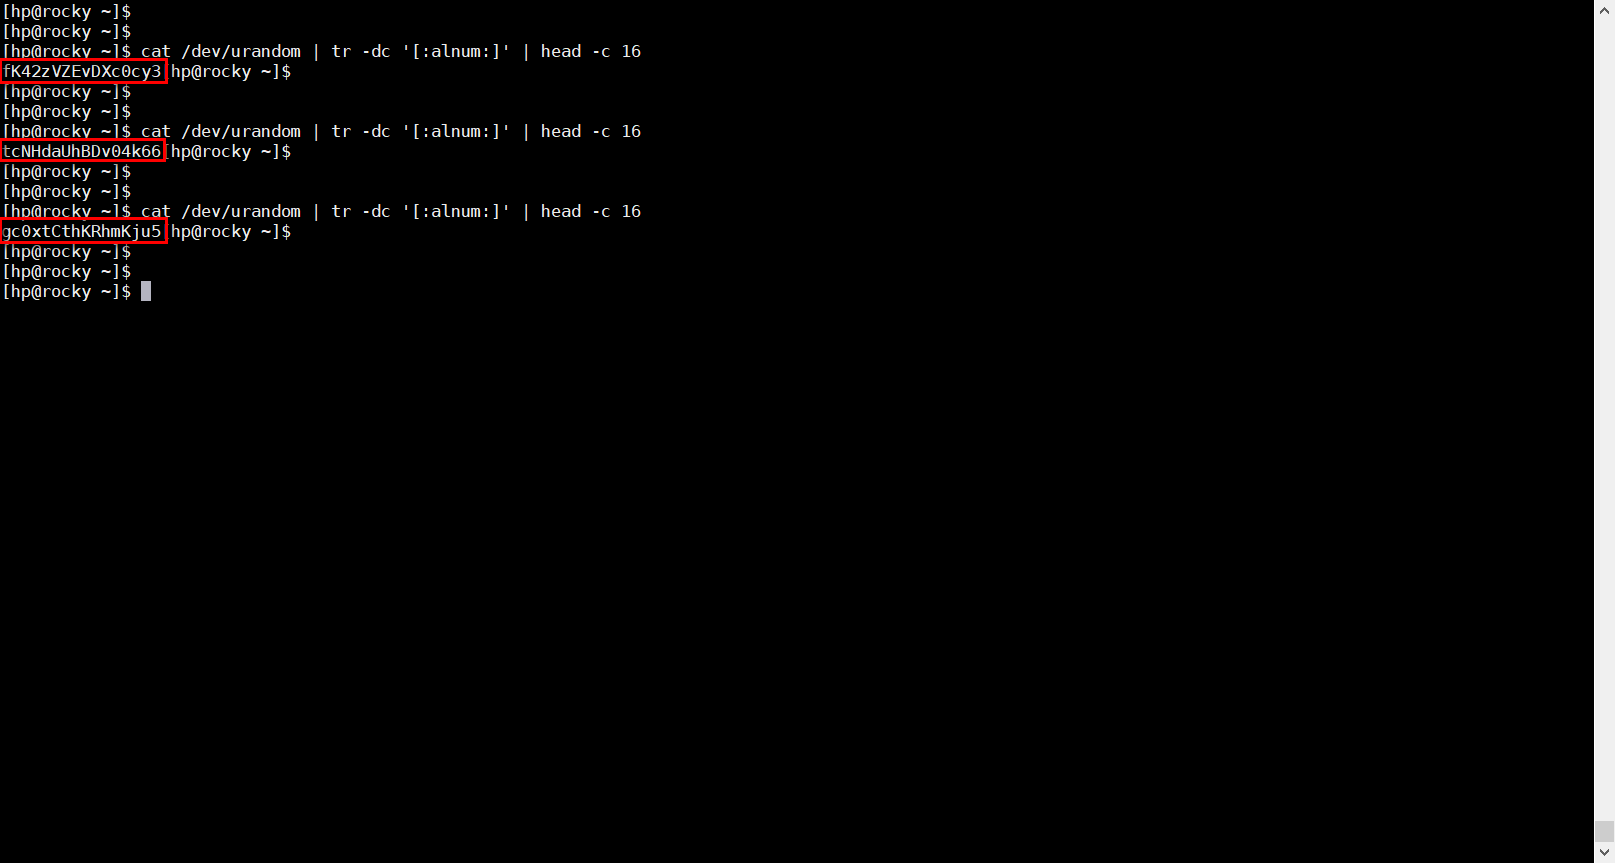 [hp@rocky ~]$
[hp@rocky ~]$
[hp@rocky ~]$ cat /dev/urandom | tr -dc '[:alnum:]' | head -c 16
fK42zVZEvDXc0cy3[hp@rocky ~]$
[hp@rocky ~]$
[hp@rocky ~]$
[hp@rocky ~]$ cat /dev/urandom | tr -dc '[:alnum:]' | head -c 16
tcNHdaUhBDv04k66[hp@rocky ~]$
[hp@rocky ~]$
[hp@rocky ~]$
[hp@rocky ~]$ cat /dev/urandom | tr -dc '[:alnum:]' | head -c 16
gc0xtCthKRhmKju5[hp@rocky ~]$
[hp@rocky ~]$
[hp@rocky ~]$
[hp@rocky ~]$